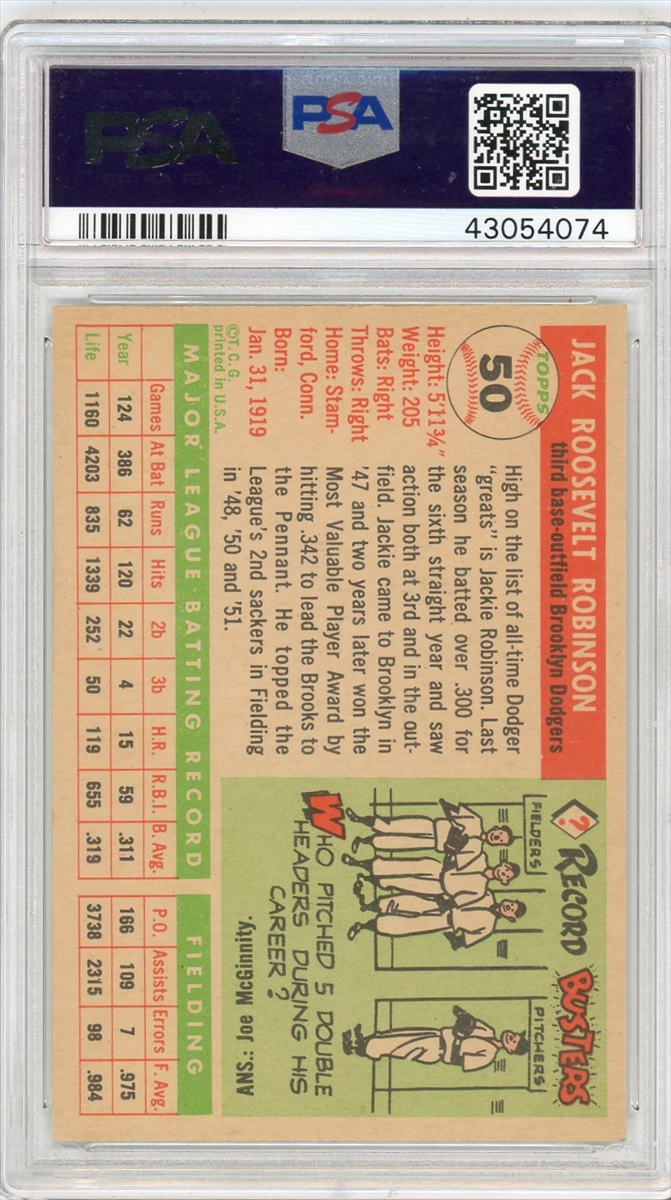 PSA
PSA
43054074
JACK ROOSEVELT ROBINSON
third base-outfield Brooklyn Dodgers
TOPPS
50
Height: 5'11¾"
Weight: 205
Bats: Right
Throws: Right
Home: Stam-
ford, Conn.
Born:
Jan. 31, 1919
©T.C.G.
printed in U.S.A.
High on the list of all-time Dodger
"greats" is Jackie Robinson. Last
season he batted over .300 for
the sixth straight year and saw
action both at 3rd and in the out-
field. Jackie came to Brooklyn in
'47 and two years later won the
Most Valuable Player Award by
hitting .342 to lead the Brooks to
the Pennant. He topped the
League's 2nd sackers in Fielding
in '48, '50 and '51.
? RECORD BUSTERS
FIELDERS
PITCHERS
WHO PITCHED 5 DOUBLE
HEADERS DURING HIS
CAREER?
ANS:: Joe McGinnity.
MAJOR LEAGUE · BATTING RECORD FIELDING
Games At Bat Runs Hits 2b 3b H.R. R.B.I. B. Avg. P.O. Assists Errors F. Avg.
Year 124 386 62 120 22 4 15 59 .311 166 109 7 .975
Life 1160 4203 835 1339 252 50 119 655 .319 3738 2315 98 .984